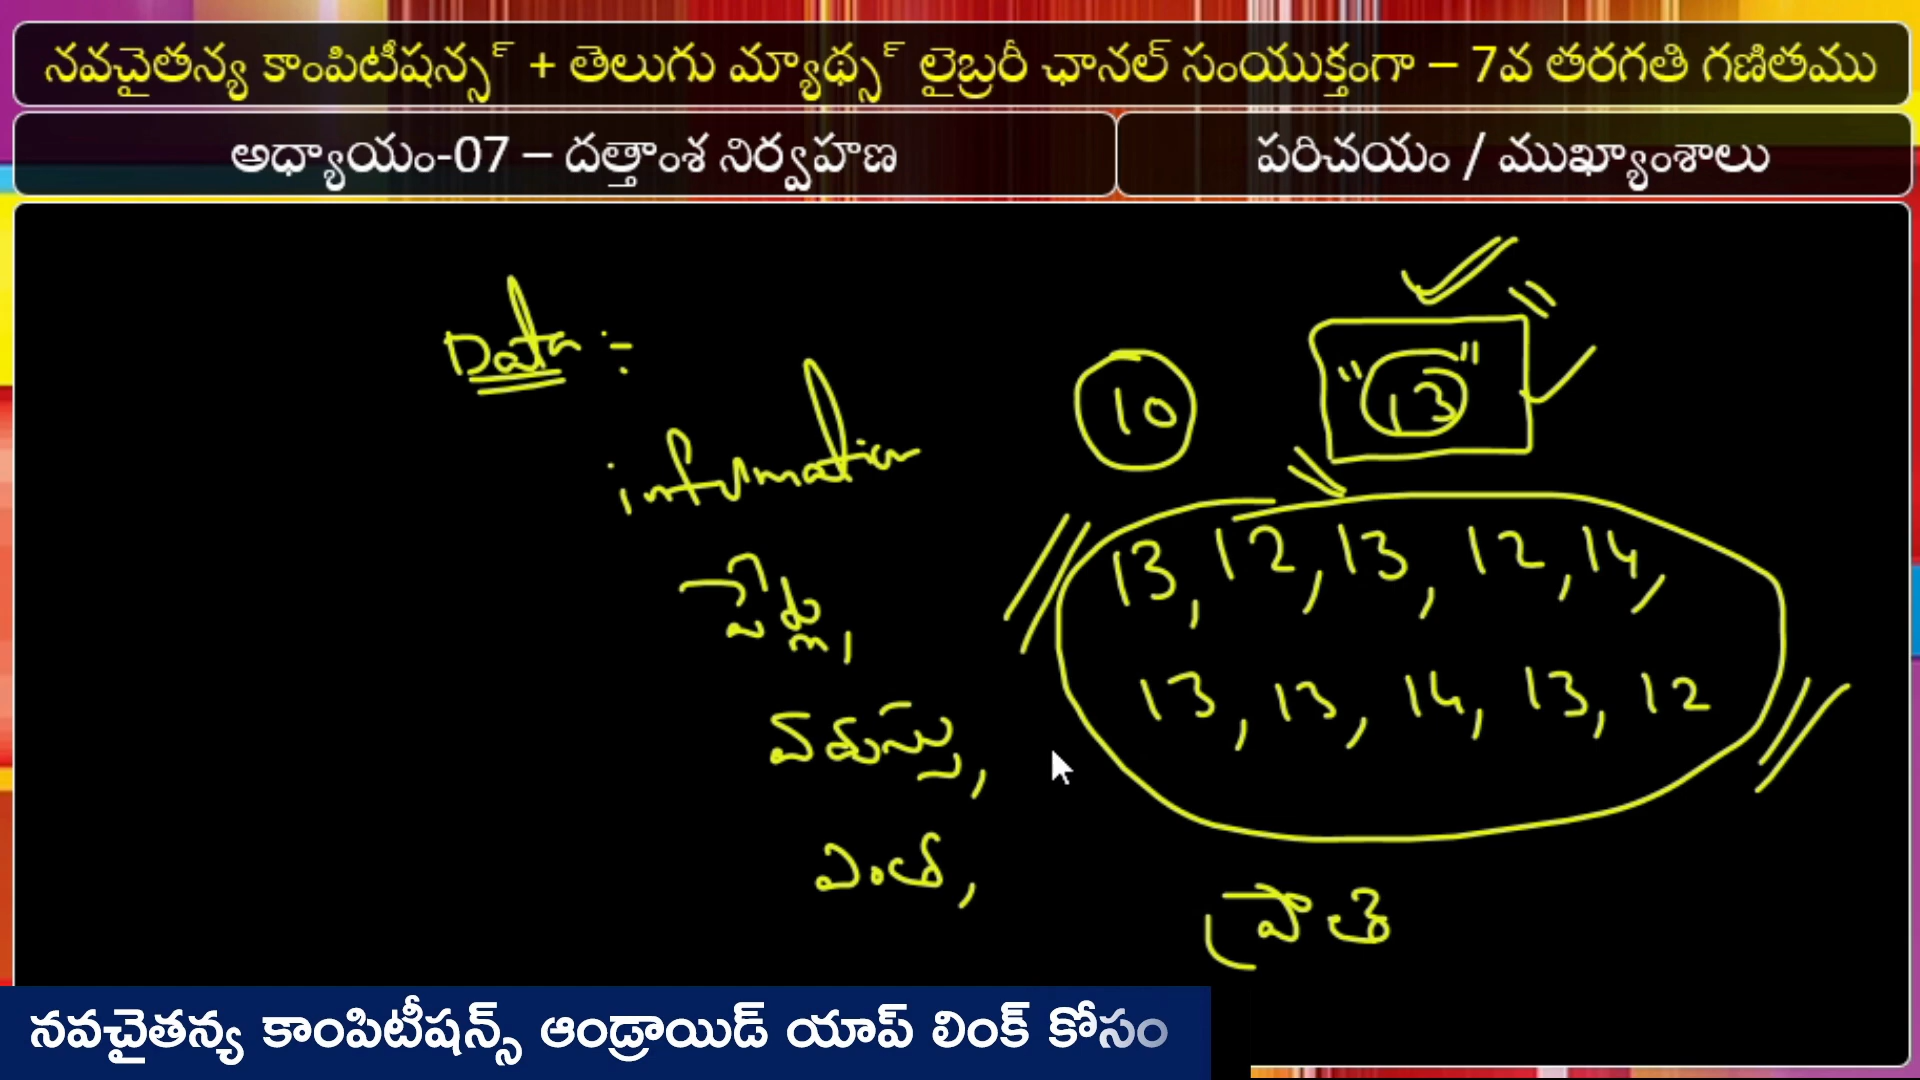 నవచైతన్య కాంపిటీషన్స్ + తెలుగు మ్యాథ్స్ లైబ్రరీ ఛానల్ సంయుక్తంగా – 7వ తరగతి గణితము
అధ్యాయం-07 – దత్తాంశ నిర్వహణ
పరిచయం / ముఖ్యాంశాలు
Data :-
information
10
"13"
13, 12, 13, 12, 14,
13, 13, 14, 13, 12
ఎంత,
నవచైతన్య కాంపిటీషన్స్ ఆండ్రాయిడ్ యాప్ లింక్ కోసం